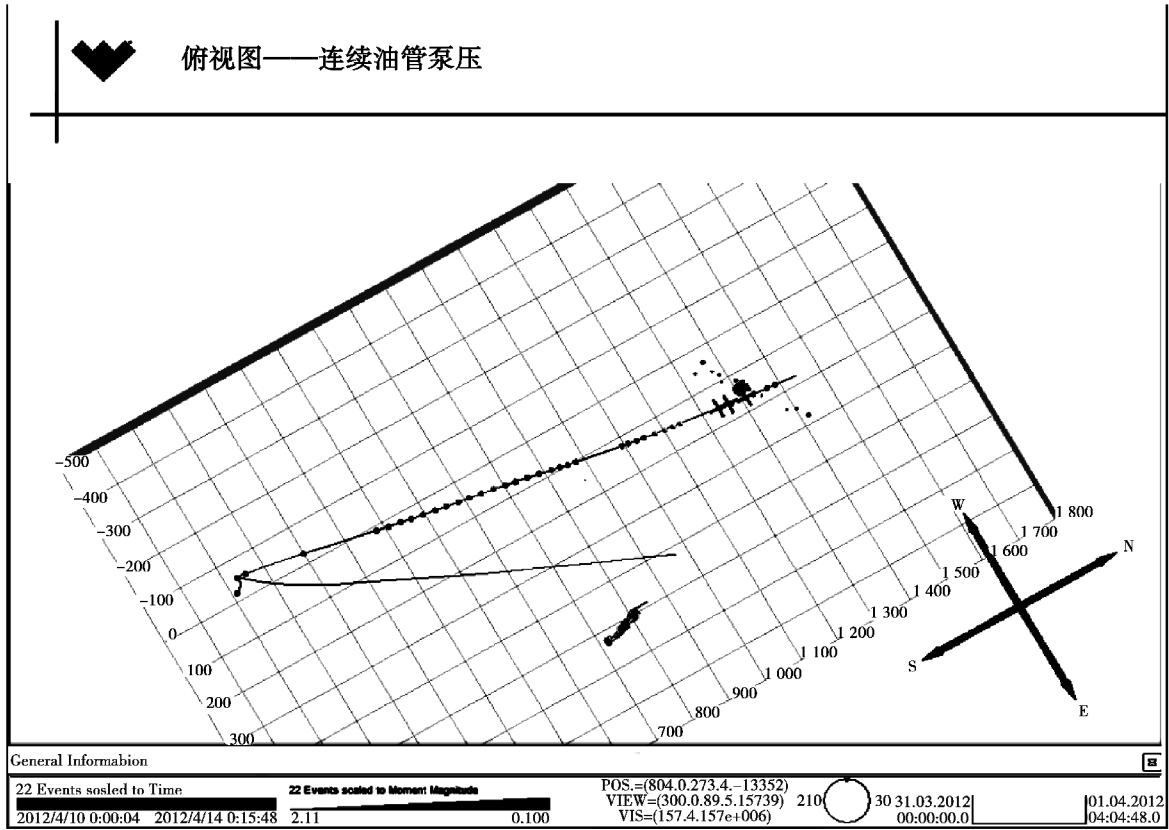 俯视图——连续油管泵压
-500
-400
-300
-200
-100
0
100
200
300
700
800
900
1 000
1 100
1 200
1 300
1 400
1 500
1 600
1 700
1 800
W
N
S
E
General Informabion
22 Events sosled to Time
2012/4/10 0:00:04 2012/4/14 0:15:48
22 Events scaled to Moment Magnitude
2.11 0.100
POS.=(804.0.273.4.-13352)
VIEW=(300.0.89.5.15739)
VIS=(157.4.157e+006)
210 30
31.03.2012
00:00:00.0
01.04.2012
04:04:48.0